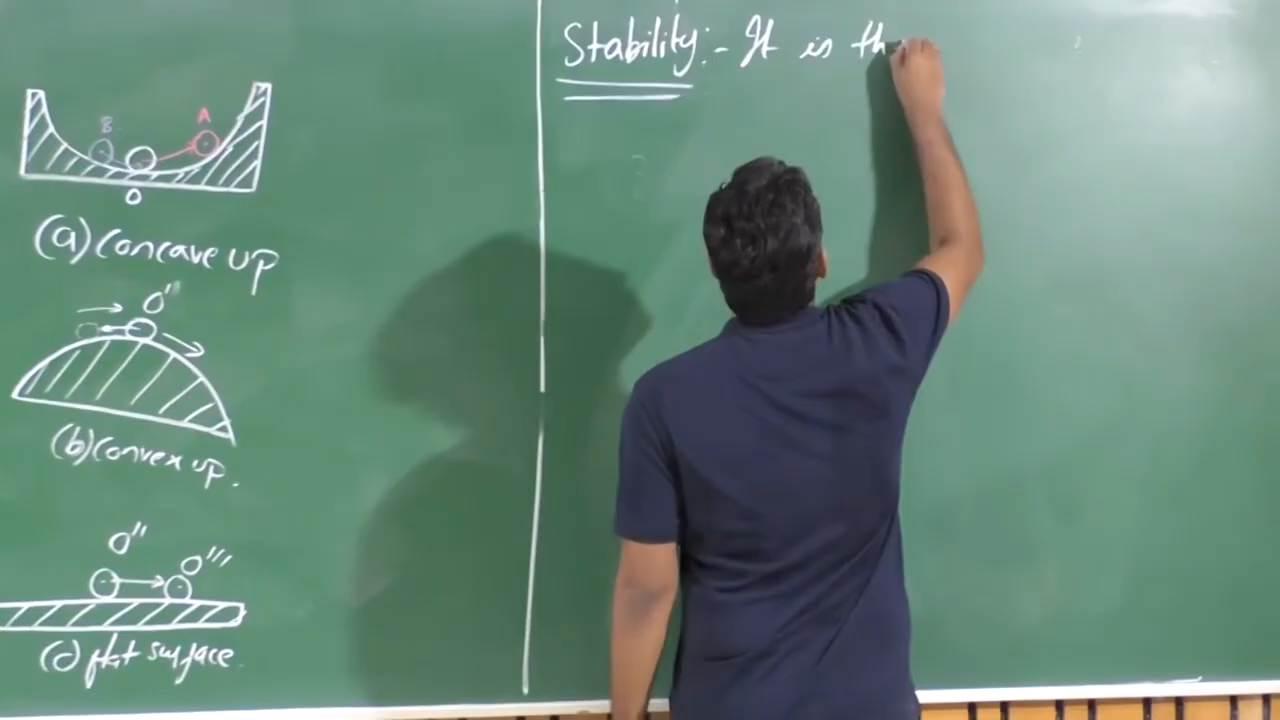 Stability:- It is th
B
A
O
(a) concave up
O''
(b) convex up.
O''
O'''
(c) flat surface.